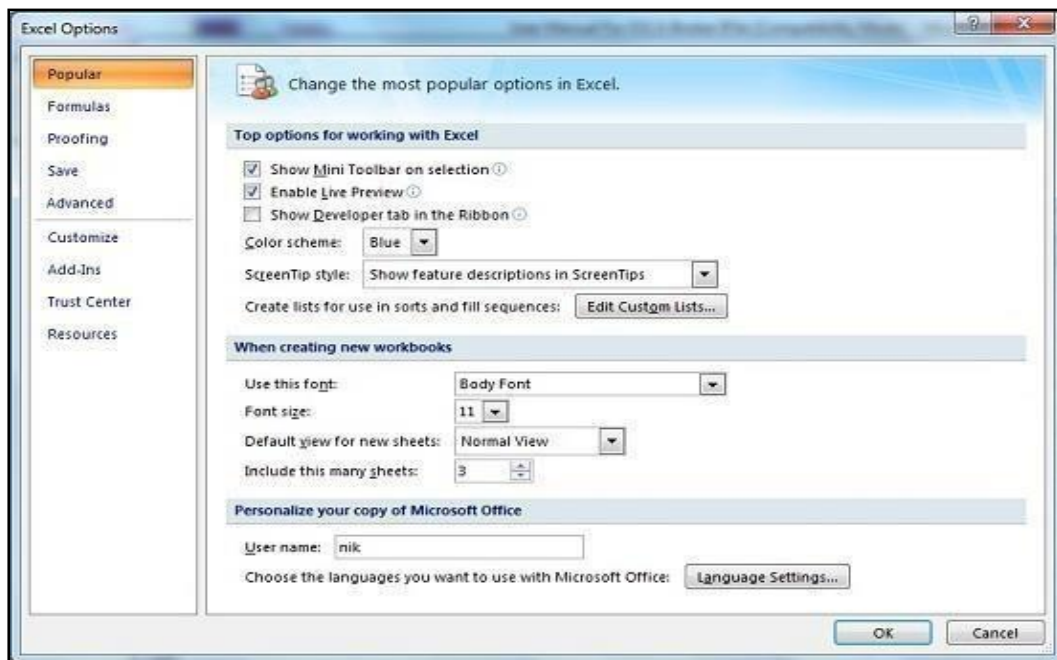 Excel Options
Popular
Formulas
Proofing
Save
Advanced
Customize
Add-Ins
Trust Center
Resources
Change the most popular options in Excel.
Top options for working with Excel
Show Mini Toolbar on selection
Enable Live Preview
Show Developer tab in the Ribbon
Color scheme: Blue
ScreenTip style: Show feature descriptions in ScreenTips
Create lists for use in sorts and fill sequences: Edit Custom Lists...
When creating new workbooks
Use this font: Body Font
Font size: 11
Default view for new sheets: Normal View
Include this many sheets: 3
Personalize your copy of Microsoft Office
User name: nik
Choose the languages you want to use with Microsoft Office: Language Settings...
OK Cancel